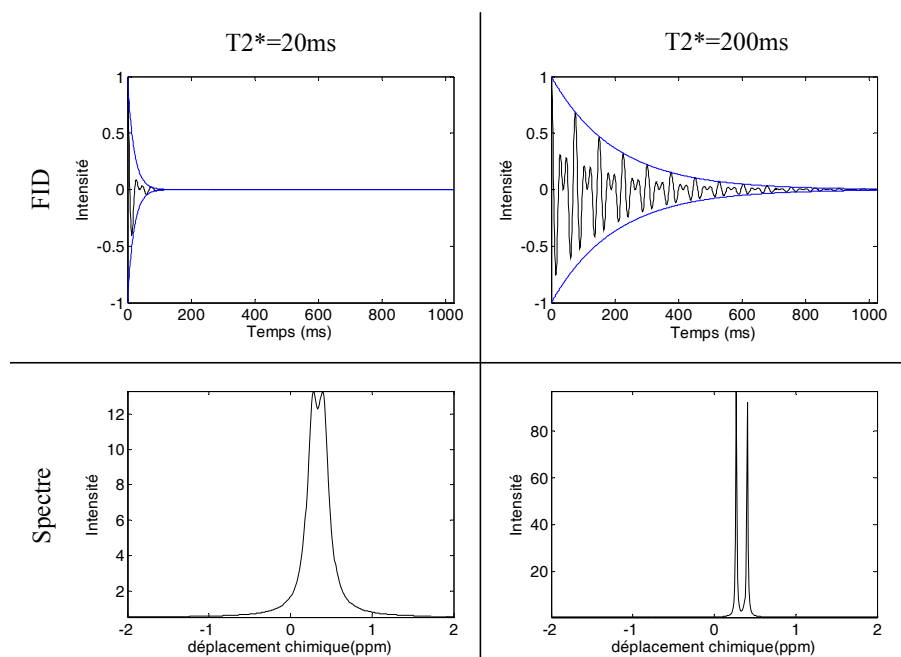 T2*=20ms
T2*=200ms
FID
Intensité
1
0.5
0
-0.5
-1
0 200 400 600 800 1000
Temps (ms)
Intensité
1
0.5
0
-0.5
-1
0 200 400 600 800 1000
Temps (ms)
Spectre
Intensité
12
10
8
6
4
2
-2 -1 0 1 2
déplacement chimique(ppm)
Intensité
80
60
40
20
-2 -1 0 1 2
déplacement chimique(ppm)